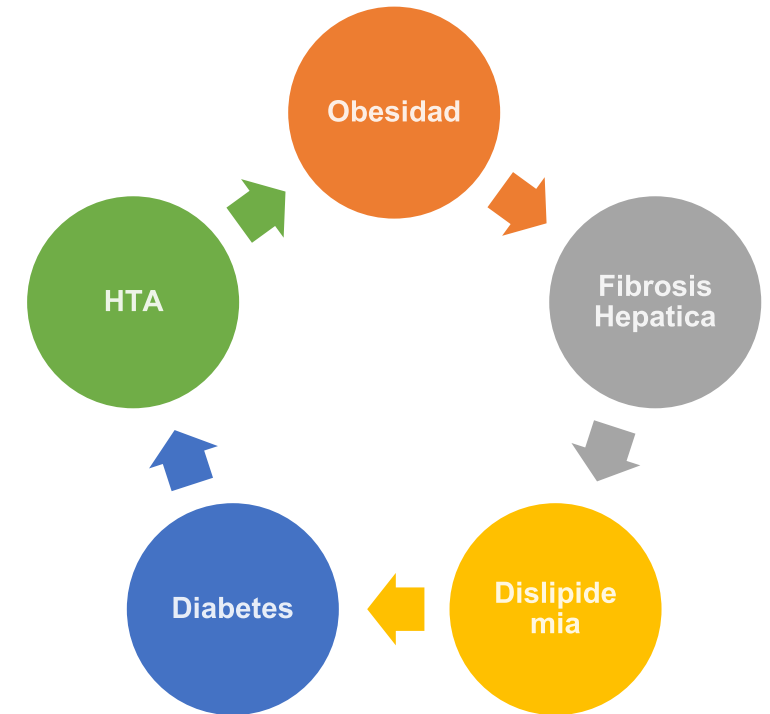 Obesidad
Fibrosis
Hepatica
Dislipide
mia
Diabetes
HTA